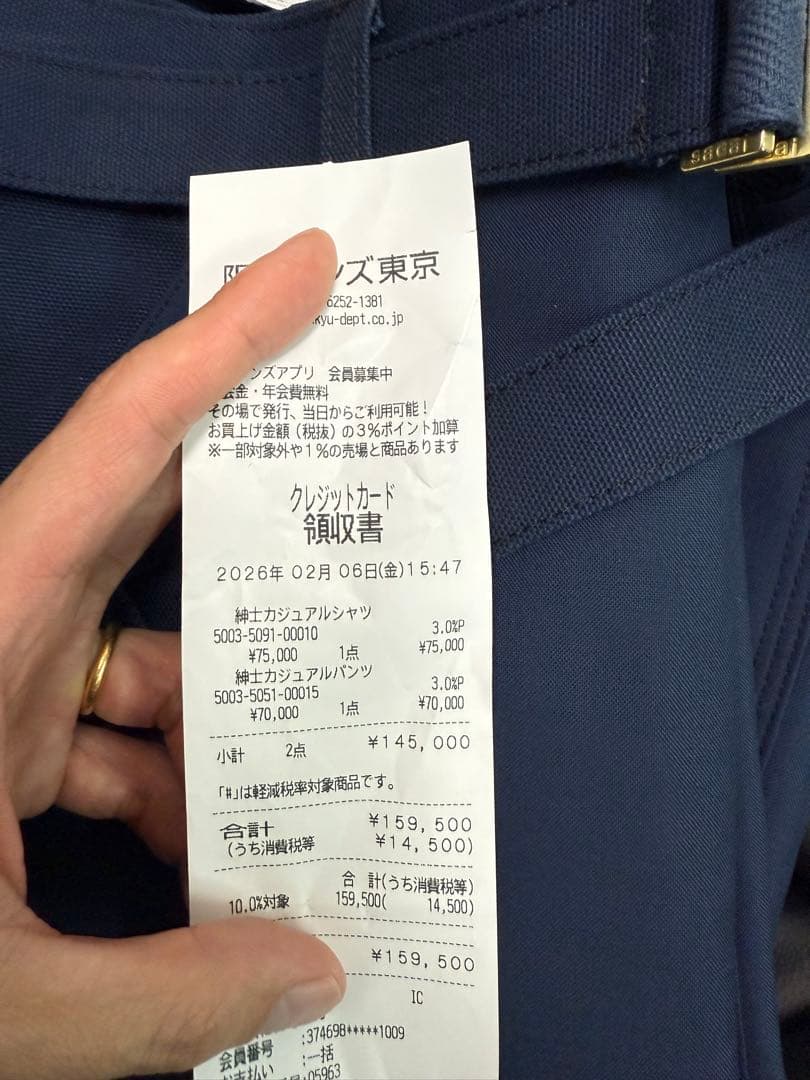 sacai
ai
ズ東京
6252-1381
kyu-dept.co.jp
ンズアプリ 会員募集中
会金・年会費無料
その場で発行、当日からご利用可能！
お買上げ金額（税抜）の３％ポイント加算
※一部対象外や１％の売場と商品あります
クレジットカード
領収書
2026年 02月 06日(金)15:47
紳士カジュアルシャツ
5003-5091-00010 3.0%P
¥75,000 1点 ¥75,000
紳士カジュアルパンツ
5003-5051-00015 3.0%P
¥70,000 1点 ¥70,000
小計 2点 ¥145,000
「#」は軽減税率対象商品です。
合計 ¥159,500
(うち消費税等 ¥14,500)
合 計(うち消費税等)
10.0%対象 159,500( 14,500)
¥159,500
IC
:374698*****1009
会員番号
お支払い :一括
:05963